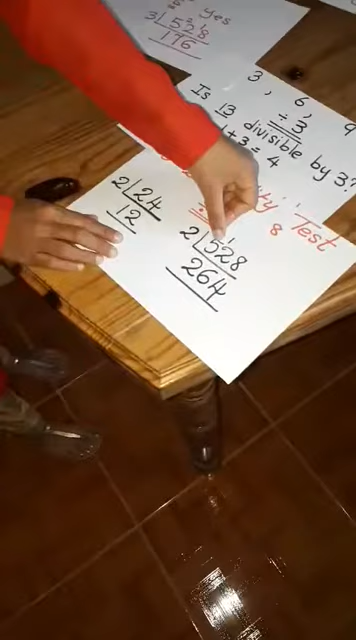 yes
3 528
176
3, 6, 9
÷ 3
Is 13 divisible by 3?
+3 = 4
Test
2 24
12
8
2 528
264